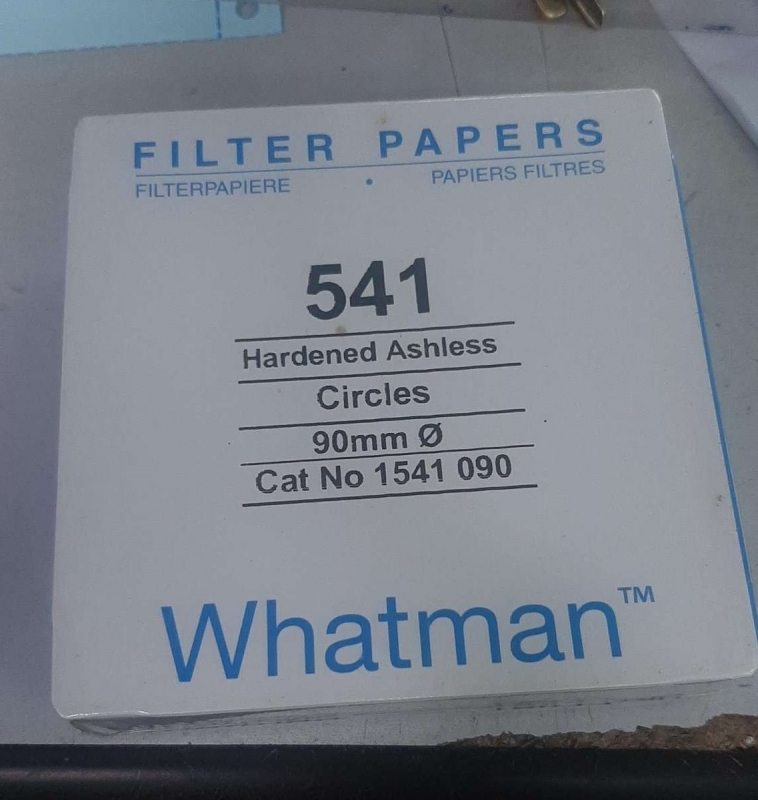 FILTER PAPERS
FILTERPAPIERE • PAPIERS FILTRES
541
Hardened Ashless
Circles
90mm Ø
Cat No 1541 090
Whatman™